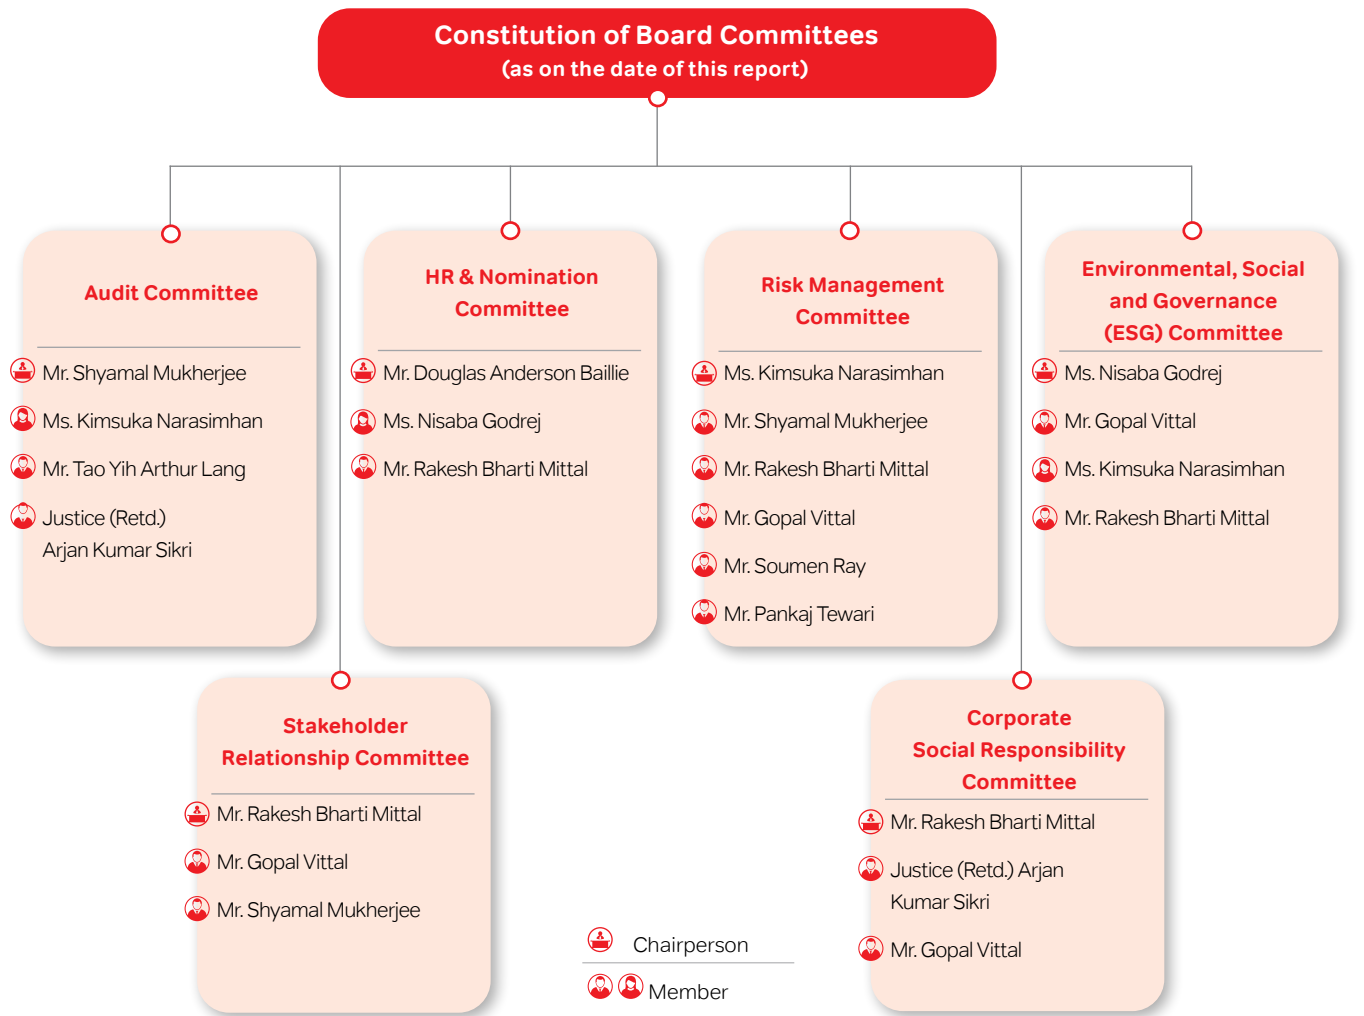 Constitution of Board Committees
(as on the date of this report)
Audit Committee
Mr. Shyamal Mukherjee
Ms. Kimsuka Narasimhan
Mr. Tao Yih Arthur Lang
Justice (Retd.)
Arjan Kumar Sikri
HR & Nomination
Committee
Mr. Douglas Anderson Baillie
Ms. Nisaba Godrej
Mr. Rakesh Bharti Mittal
Risk Management
Committee
Ms. Kimsuka Narasimhan
Mr. Shyamal Mukherjee
Mr. Rakesh Bharti Mittal
Mr. Gopal Vittal
Mr. Soumen Ray
Mr. Pankaj Tewari
Environmental, Social
and Governance
(ESG) Committee
Ms. Nisaba Godrej
Mr. Gopal Vittal
Ms. Kimsuka Narasimhan
Mr. Rakesh Bharti Mittal
Stakeholder
Relationship Committee
Mr. Rakesh Bharti Mittal
Mr. Gopal Vittal
Mr. Shyamal Mukherjee
Corporate
Social Responsibility
Committee
Mr. Rakesh Bharti Mittal
Justice (Retd.) Arjan
Kumar Sikri
Mr. Gopal Vittal
Chairperson
Member